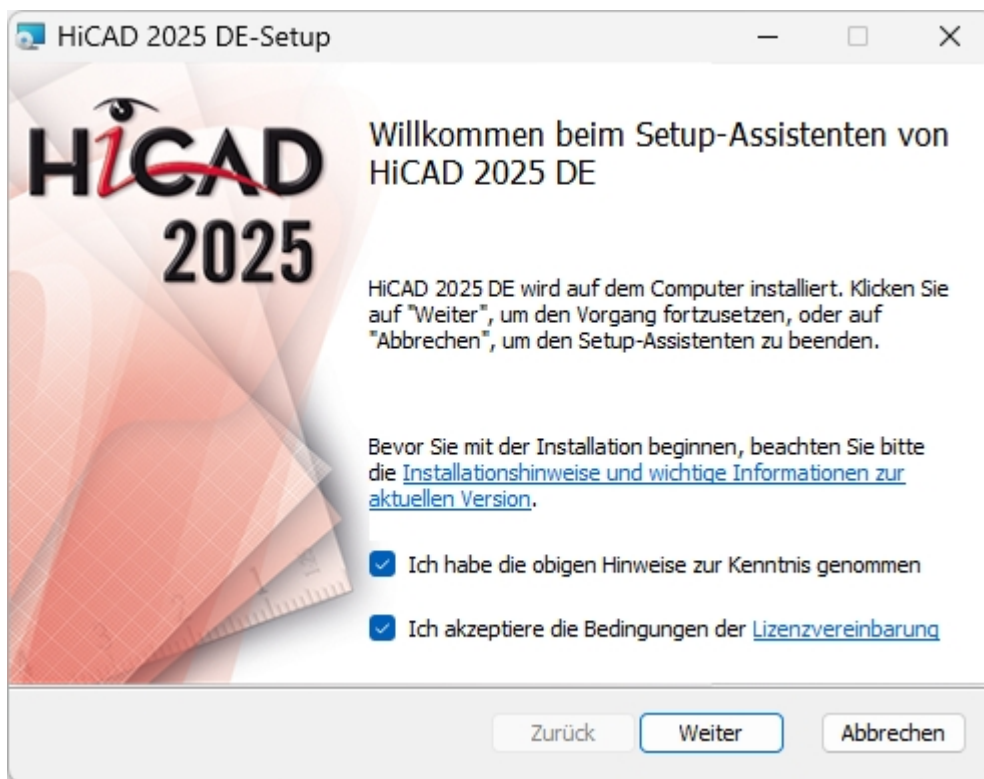 HiCAD 2025 DE-Setup
HiCAD
2025
Willkommen beim Setup-Assistenten von
HiCAD 2025 DE
HiCAD 2025 DE wird auf dem Computer installiert. Klicken Sie
auf "Weiter", um den Vorgang fortzusetzen, oder auf
"Abbrechen", um den Setup-Assistenten zu beenden.
Bevor Sie mit der Installation beginnen, beachten Sie bitte
die Installationshinweise und wichtige Informationen zur
aktuellen Version.
Ich habe die obigen Hinweise zur Kenntnis genommen
Ich akzeptiere die Bedingungen der Lizenzvereinbarung
Zurück
Weiter
Abbrechen